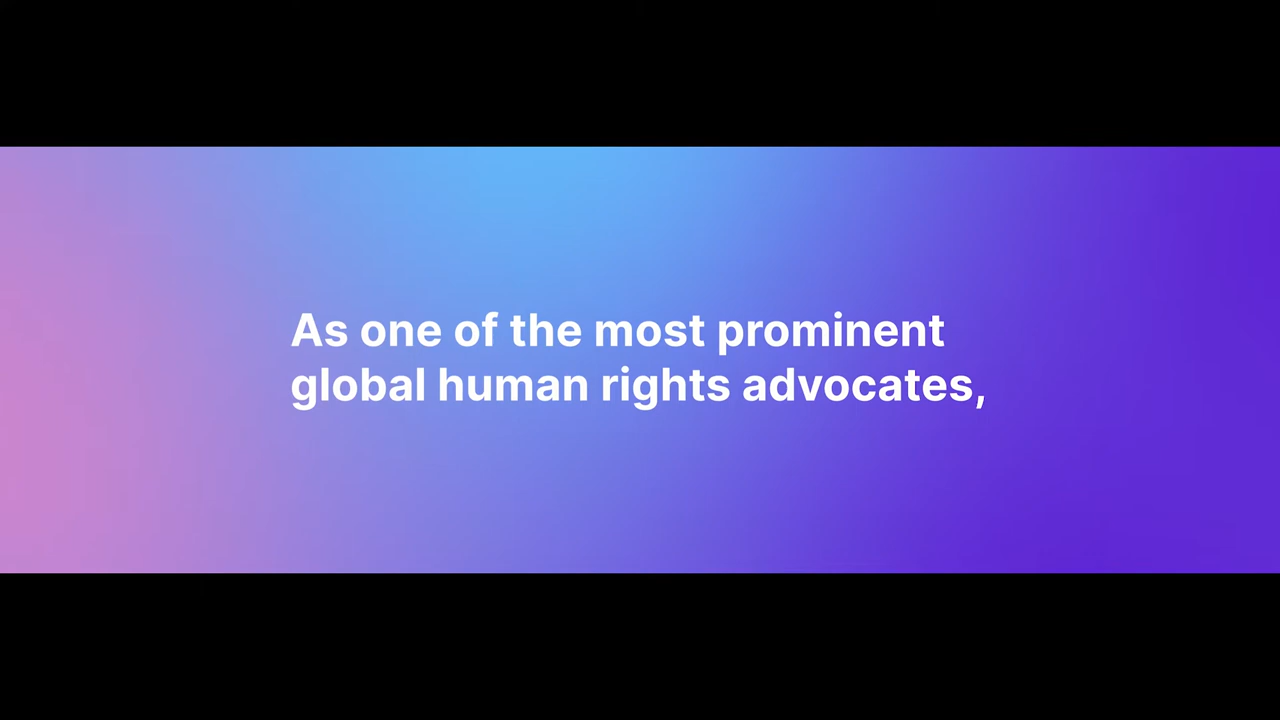 As one of the most prominent
global human rights advocates,